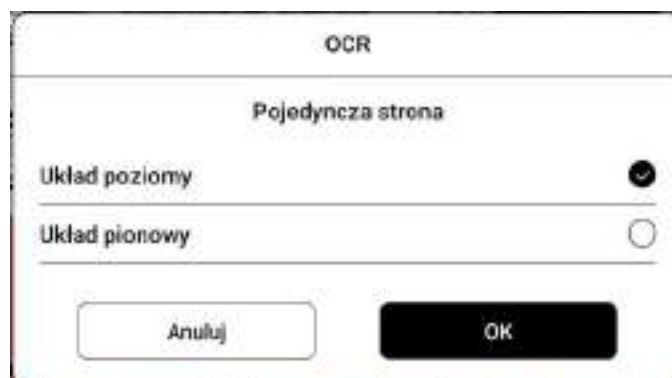 OCR
Pojedyncza strona
Układ poziomy
Układ pionowy
Anuluj
OK